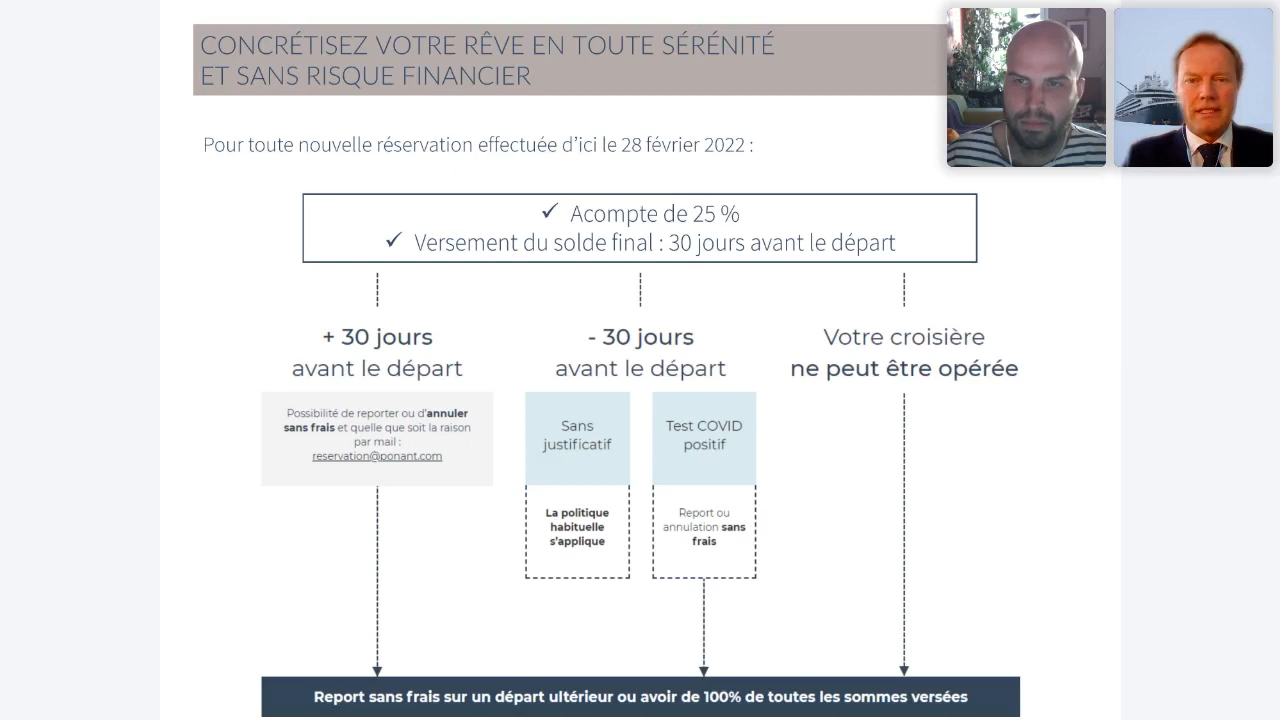 CONCRÉTISEZ VOTRE RÊVE EN TOUTE SÉRÉNITÉ
ET SANS RISQUE FINANCIER
Pour toute nouvelle réservation effectuée d’ici le 28 février 2022 :
✓ Acompte de 25 %
✓ Versement du solde final : 30 jours avant le départ
+ 30 jours
avant le départ
Possibilité de reporter ou d’annuler
sans frais et quelle que soit la raison
par mail :
reservation@ponant.com
- 30 jours
avant le départ
Sans
justificatif
La politique
habituelle
s’applique
Test COVID
positif
Report ou
annulation sans
frais
Votre croisière
ne peut être opérée
Report sans frais sur un départ ultérieur ou avoir de 100% de toutes les sommes versées